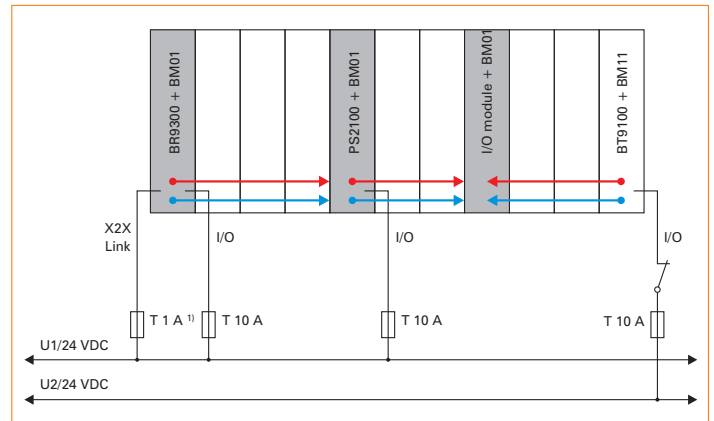 BR9300 + BM01
PS2100 + BM01
I/O module + BM01
BT9100 + BM11
X2X
Link
I/O
I/O
I/O
T 1 A 1)
T 10 A
T 10 A
T 10 A
U1/24 VDC
U2/24 VDC